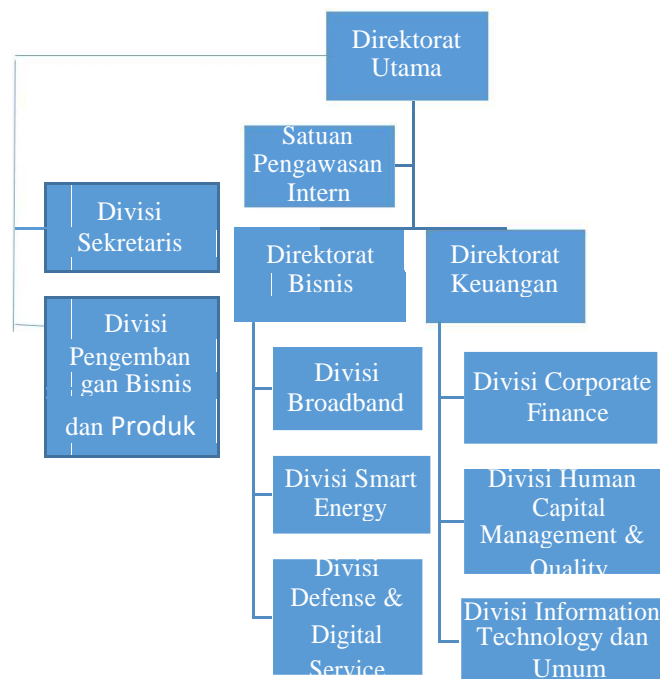 Direktorat
Utama
Satuan
Pengawasan
Intern
Divisi
Sekretaris
Divisi
Pengemban
gan Bisnis
dan Produk
Direktorat
Bisnis
Direktorat
Keuangan
Divisi
Broadband
Divisi Smart
Energy
Divisi
Defense &
Digital
Service
Divisi Corporate
Finance
Divisi Human
Capital
Management &
Quality
Divisi Information
Technology dan
Umum